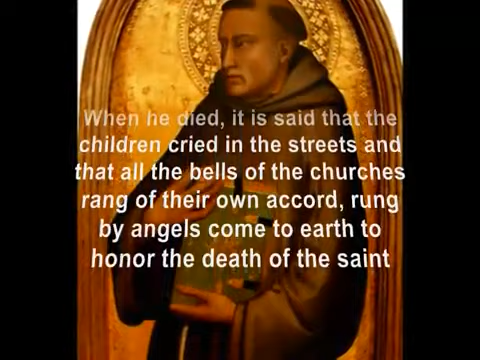 When he died, it is said that the
children cried in the streets and
that all the bells of the churches
rang of their own accord, rung
by angels come to earth to
honor the death of the saint